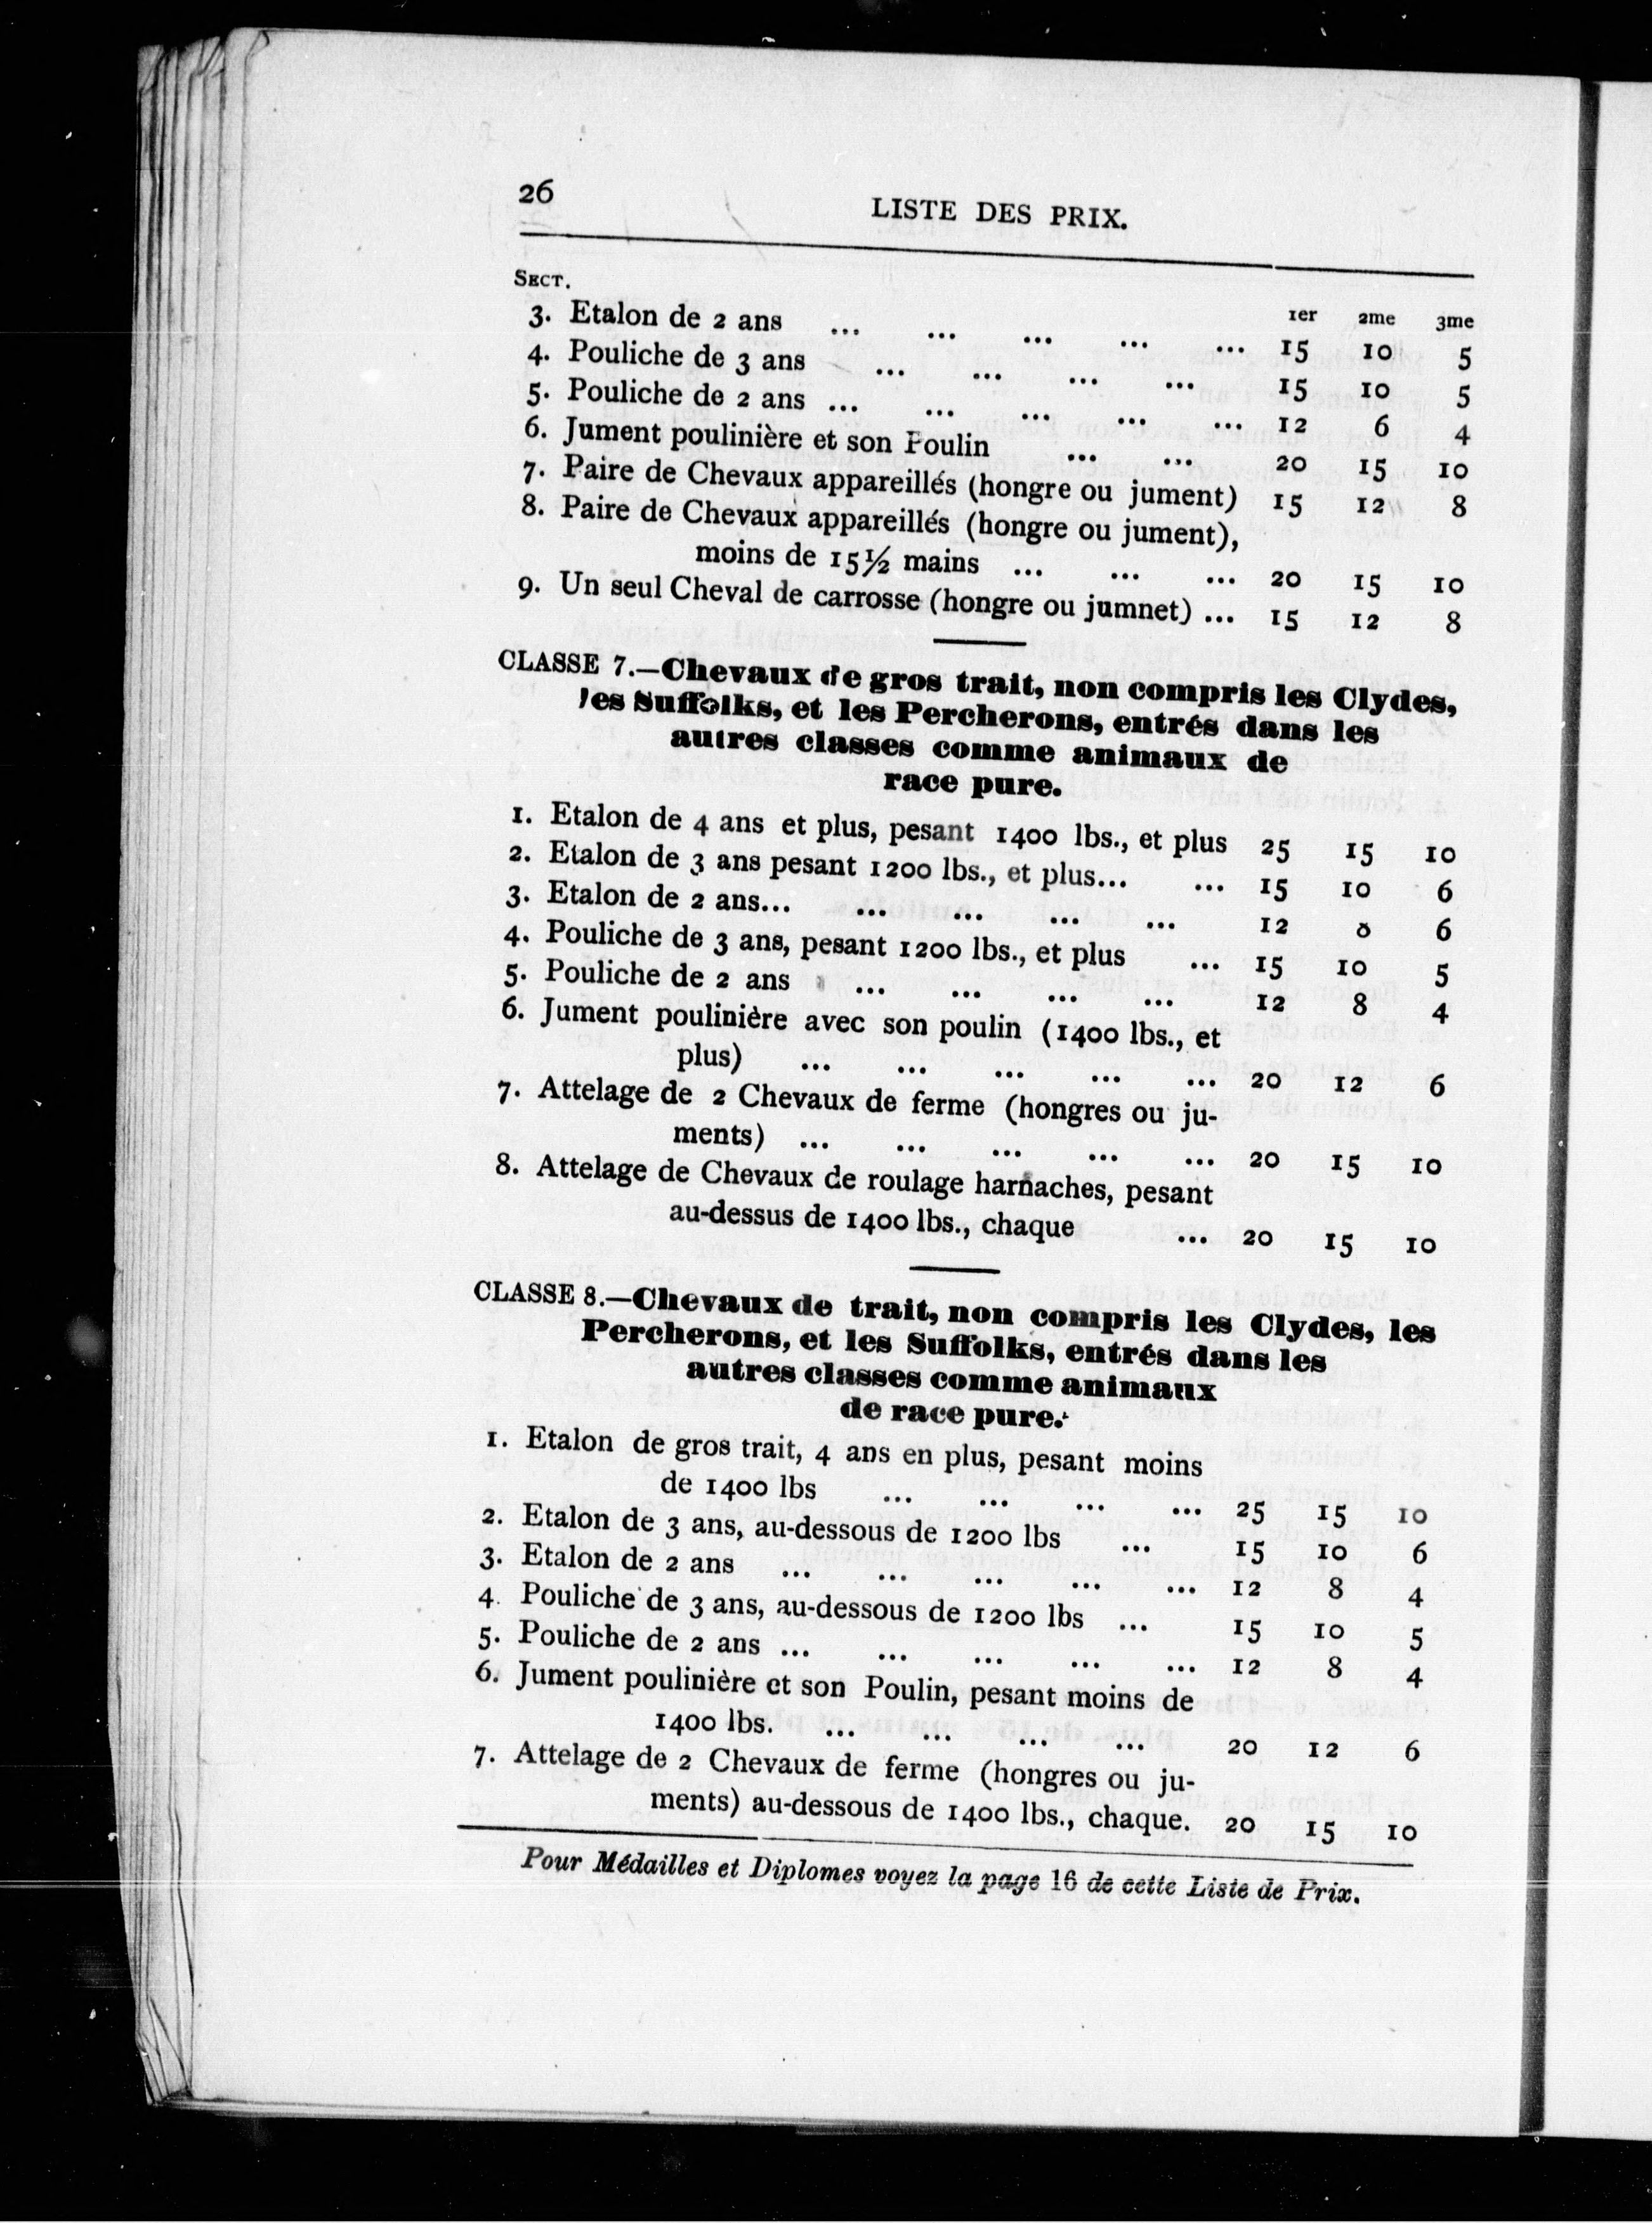 26
LISTE DES PRIX.
SECT.
1er 2me 3me
3. Etalon de 2 ans ... ... ... ... ... 15 10 5
4. Pouliche de 3 ans ... ... ... ... 15 10 5
5. Pouliche de 2 ans ... ... ... ... ... 12 6 4
6. Jument poulinière et son Poulin ... ... 20 15 10
7. Paire de Chevaux appareillés (hongre ou jument) 15 12 8
8. Paire de Chevaux appareillés (hongre ou jument),
moins de 15½ mains ... ... ... 20 15 10
9. Un seul Cheval de carrosse (hongre ou jumnet) ... 15 12 8
CLASSE 7.—Chevaux de gros trait, non compris les Clydes,
les Suffolks, et les Percherons, entrés dans les
autres classes comme animaux de
race pure.
1. Etalon de 4 ans et plus, pesant 1400 lbs., et plus 25 15 10
2. Etalon de 3 ans pesant 1200 lbs., et plus... ... 15 10 6
3. Etalon de 2 ans... ... ... ... ... 12 8 6
4. Pouliche de 3 ans, pesant 1200 lbs., et plus ... 15 10 5
5. Pouliche de 2 ans ... ... ... ... 12 8 4
6. Jument poulinière avec son poulin (1400 lbs., et
plus) ... ... ... ... ... 20 12 6
7. Attelage de 2 Chevaux de ferme (hongres ou ju-
ments) ... ... ... ... ... 20 15 10
8. Attelage de Chevaux de roulage harnaches, pesant
au-dessus de 1400 lbs., chaque ... 20 15 10
CLASSE 8.—Chevaux de trait, non compris les Clydes, les
Percherons, et les Suffolks, entrés dans les
autres classes comme animaux
de race pure.
1. Etalon de gros trait, 4 ans en plus, pesant moins
de 1400 lbs ... ... ... ... 25 15 10
2. Etalon de 3 ans, au-dessous de 1200 lbs ... 15 10 6
3. Etalon de 2 ans ... ... ... ... ... 12 8 4
4. Pouliche de 3 ans, au-dessous de 1200 lbs ... 15 10 5
5. Pouliche de 2 ans ... ... ... ... ... 12 8 4
6. Jument poulinière et son Poulin, pesant moins de
1400 lbs. ... ... ... ... 20 12 6
7. Attelage de 2 Chevaux de ferme (hongres ou ju-
ments) au-dessous de 1400 lbs., chaque. 20 15 10
Pour Médailles et Diplomes voyez la page 16 de cette Liste de Prix.